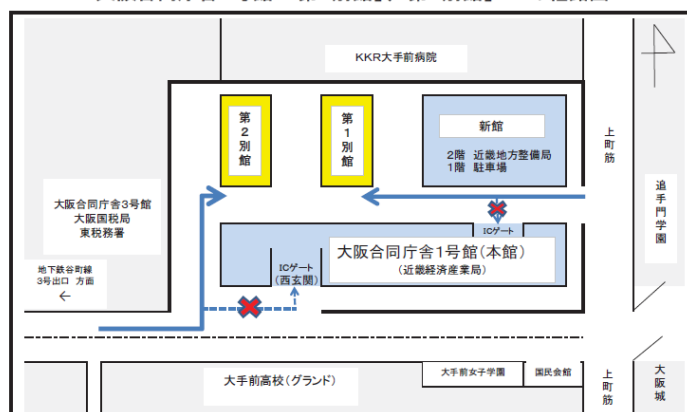 KKR大手前病院
第2別館
第1別館
新館
2階 近畿地方整備局
1階 駐車場
上町筋
追手門学園
大阪合同庁舎3号館
大阪国税局
東税務署
ICゲート
大阪合同庁舎1号館(本館)
(近畿経済産業局)
ICゲート
(西玄関)
地下鉄谷町線
3号出口 方面
←
大手前高校(グランド)
大手前女子学園
国民会館
上町筋
大阪城